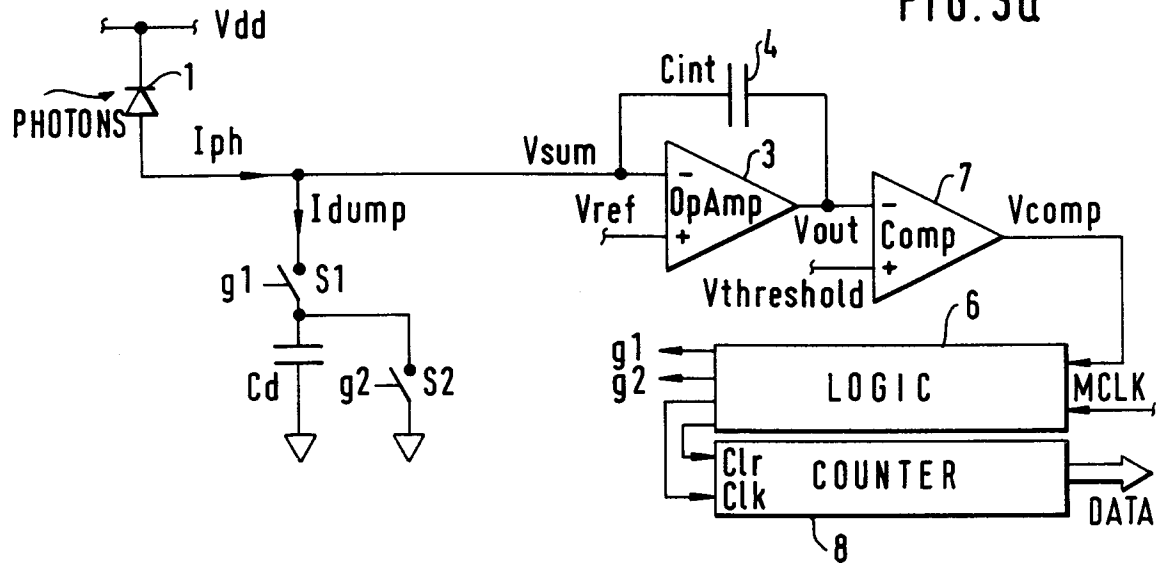 FIG. 3a
Vdd
1
PHOTONS
Iph
Idump
g1
S1
Cd
g2
S2
Vsum
Cint
4
Vref
-
OpAmp
+
3
Vout
-
Comp
+
7
Vthreshold
Vcomp
6
g1
g2
LOGIC
MCLK
Clr
Clk
COUNTER
DATA
8